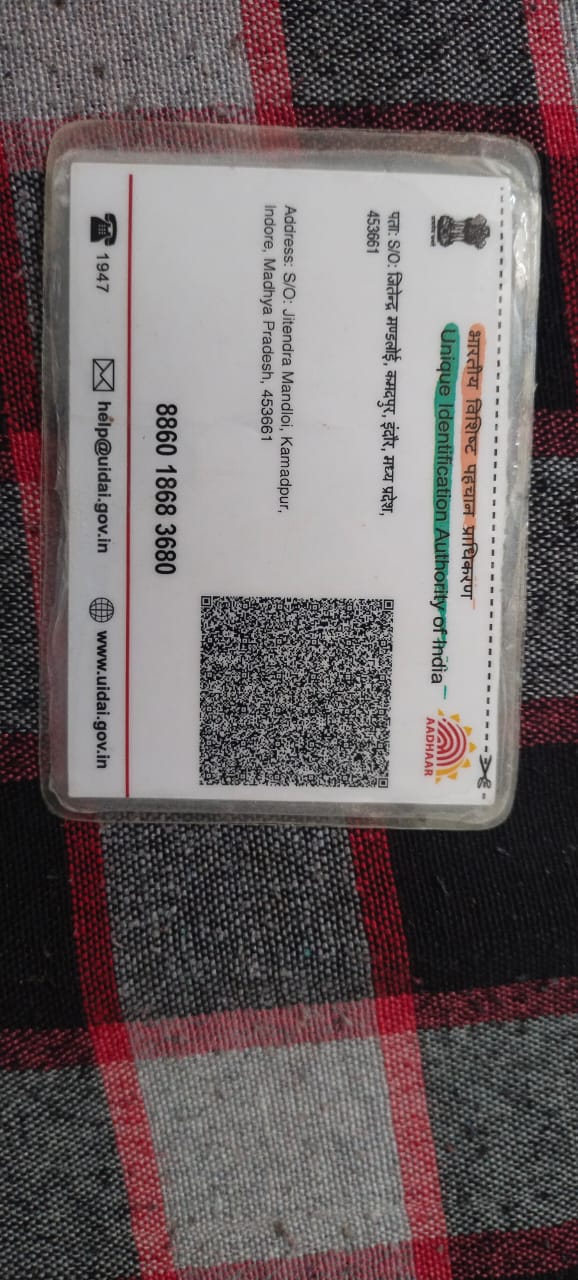 भारतीय विशिष्ट पहचान प्राधिकरण
Unique Identification Authority of India
AADHAAR
पता: S/O: जितेन्द्र मण्डलोई, कमदपुर, इंदौर, मध्य प्रदेश,
453661
Address: S/O: Jitendra Mandloi, Kamadpur,
Indore, Madhya Pradesh, 453661
8860 1868 3680
1947 help@uidai.gov.in www.uidai.gov.in